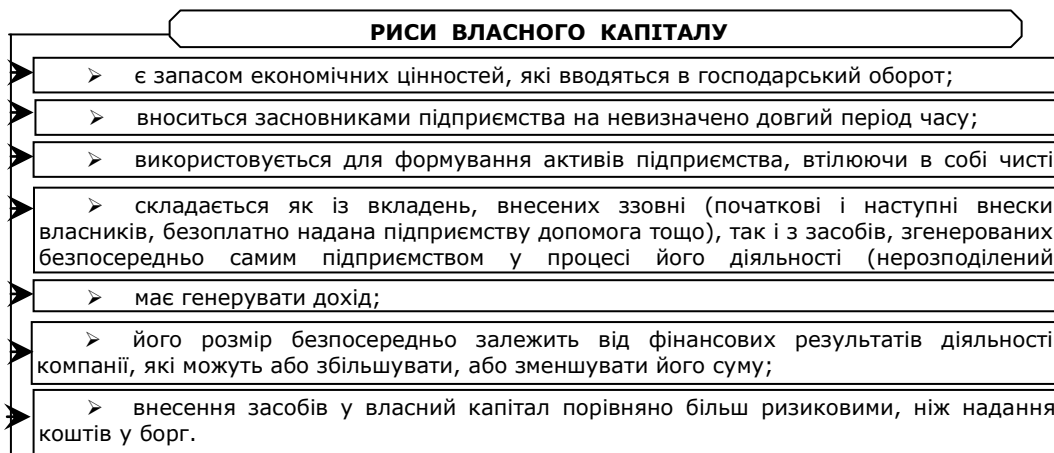 РИСИ ВЛАСНОГО КАПІТАЛУ
➢ є запасом економічних цінностей, які вводяться в господарський оборот;
➢ вноситься засновниками підприємства на невизначено довгий період часу;
➢ використовується для формування активів підприємства, втілюючи в собі чисті
➢ складається як із вкладень, внесених ззовні (початкові і наступні внески
власників, безоплатно надана підприємству допомога тощо), так і з засобів, згенерованих
безпосередньо самим підприємством у процесі його діяльності (нерозподілений
➢ має генерувати дохід;
➢ його розмір безпосередньо залежить від фінансових результатів діяльності
компанії, які можуть або збільшувати, або зменшувати його суму;
➢ внесення засобів у власний капітал порівняно більш ризиковими, ніж надання
коштів у борг.